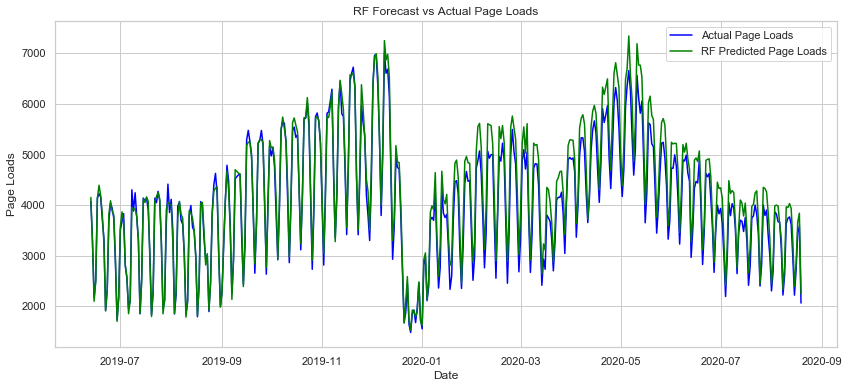 RF Forecast vs Actual Page Loads
Actual Page Loads
RF Predicted Page Loads
Page Loads
7000
6000
5000
4000
3000
2000
2019-07
2019-09
2019-11
2020-01
2020-03
2020-05
2020-07
2020-09
Date